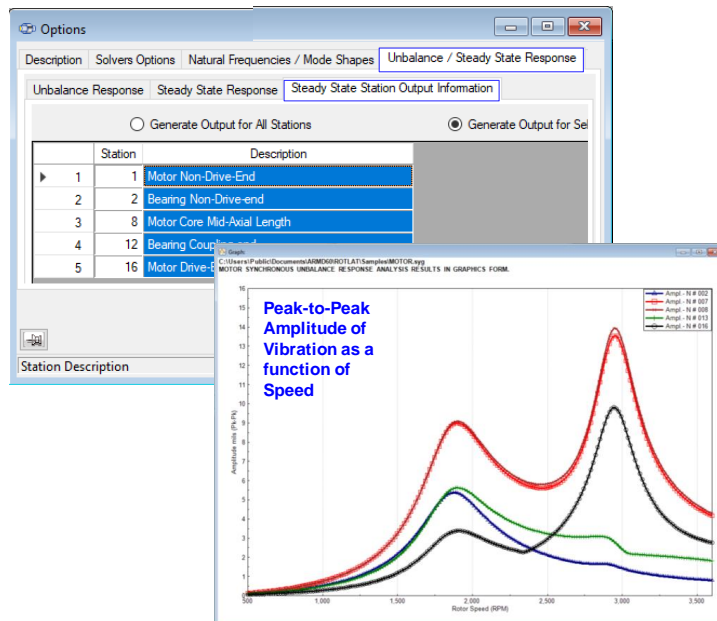 Options
Description Solvers Options Natural Frequencies / Mode Shapes Unbalance / Steady State Response
Unbalance Response Steady State Response Steady State Station Output Information
Generate Output for All Stations Generate Output for Sel
Station Description
1 1 Motor Non-Drive-End
2 2 Bearing Non-Drive-end
3 8 Motor Core Mid-Axial Length
4 12 Bearing Coupling-end
5 16 Motor Drive-E
Station Description
Graph:
C:\Users\Public\Documents\ARMD60\ROTLAT\Samples\MOTOR.syg
MOTOR SYNCHRONOUS UNBALANCE RESPONSE ANALYSIS RESULTS IN GRAPHICS FORM.
Peak-to-Peak
Amplitude of
Vibration as a
function of
Speed
Ampl.- N # 002
Ampl.- N # 007
Ampl.- N # 008
Ampl.- N # 013
Ampl.- N # 016
16
15
14
13
12
11
10
9
8
7
6
5
4
3
2
1
0
Amplitude mils (Pk-Pk)
500 1,000 1,500 2,000 2,500 3,000 3,500
Rotor Speed (RPM)